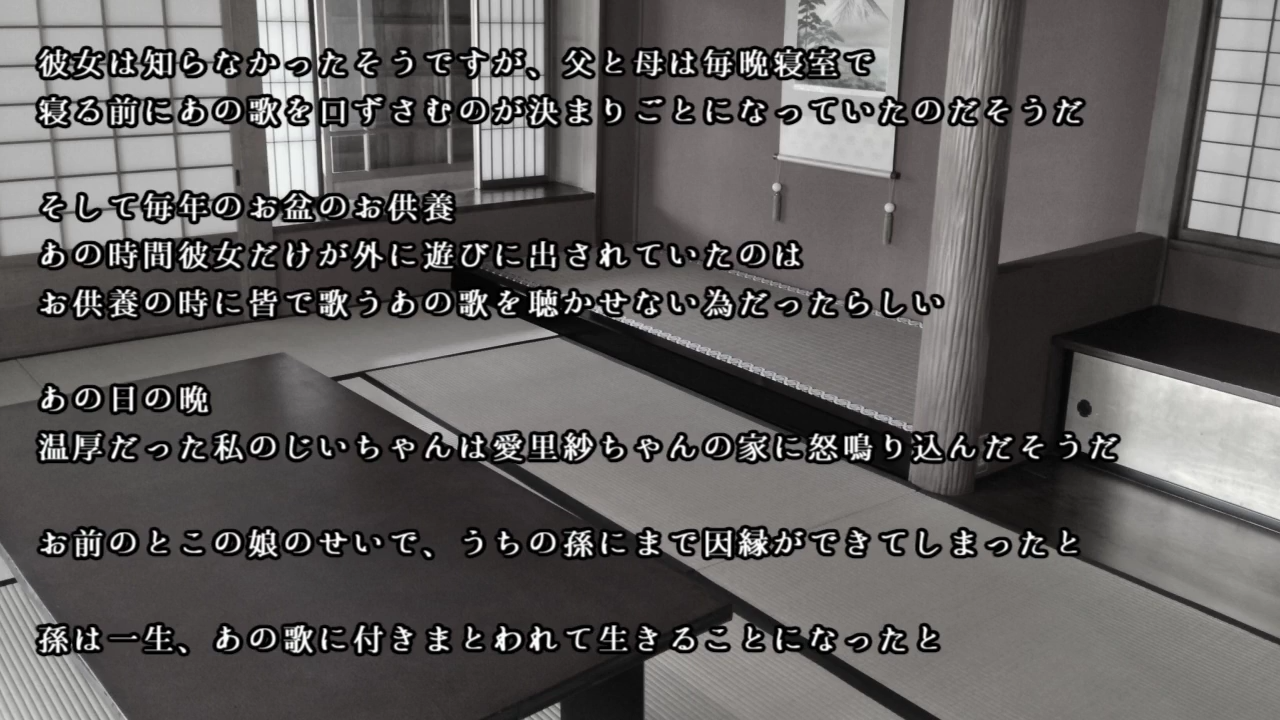 彼女は知らなかったそうですが、父と母は毎晩寝室で
寝る前にあの歌を口ずさむのが決まりごとになっていたのだそうだ
そして毎年のお盆のお供養
あの時間彼女だけが外に遊びに出されていたのは
お供養の時に皆で歌うあの歌を聴かせない為だったらしい
あの日の晩
温厚だった私のじいちゃんは愛里紗ちゃんの家に怒鳴り込んだそうだ
お前のとこの娘のせいで、うちの孫にまで因縁ができてしまったと
孫は一生、あの歌に付きまとわれて生きることになったと